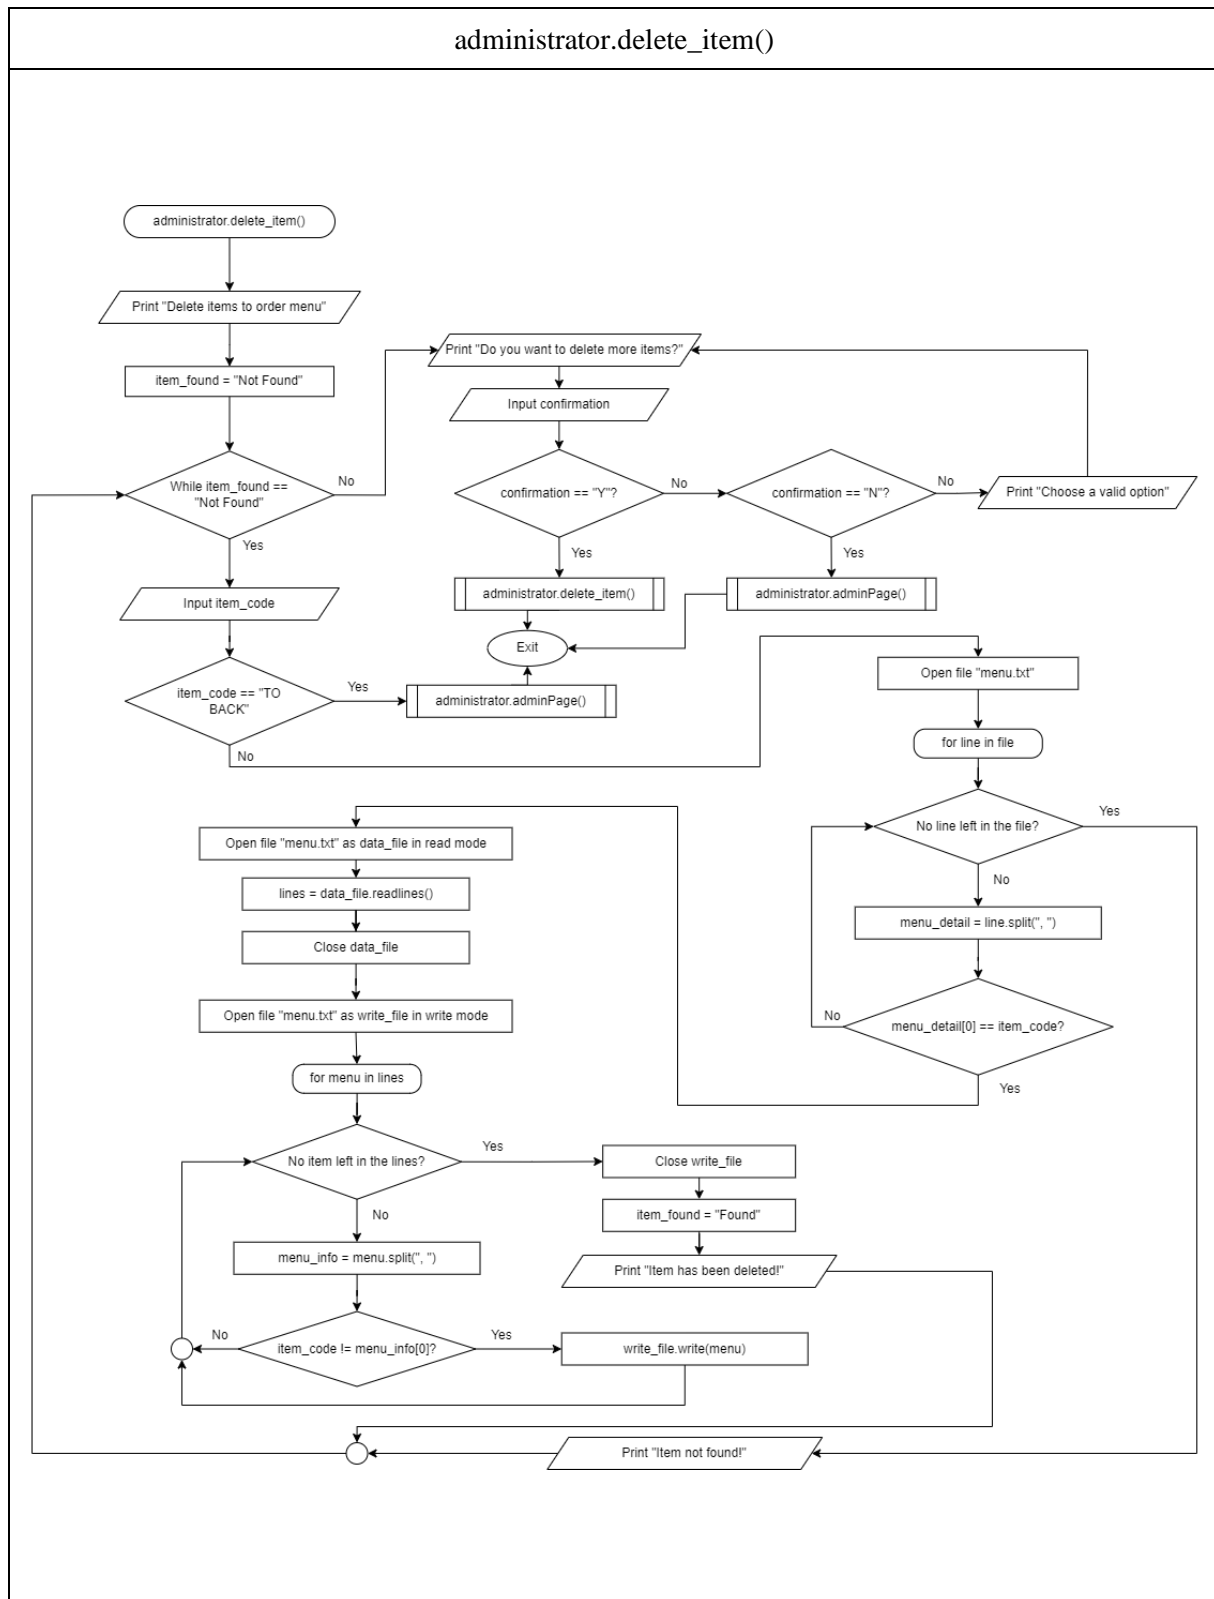 administrator.delete_item()
administrator.delete_item()
Print "Delete items to order menu"
item_found = "Not Found"
While item_found ==
"Not Found"
No
Yes
Input item_code
item_code == "TO
BACK"
Yes
administrator.adminPage()
No
Print "Do you want to delete more items?"
Input confirmation
confirmation == "Y"?
No
Yes
administrator.delete_item()
Exit
confirmation == "N"?
No
Yes
administrator.adminPage()
Print "Choose a valid option"
Open file "menu.txt"
for line in file
No line left in the file?
Yes
No
menu_detail = line.split(", ")
menu_detail[0] == item_code?
No
Yes
Open file "menu.txt" as data_file in read mode
lines = data_file.readlines()
Close data_file
Open file "menu.txt" as write_file in write mode
for menu in lines
No item left in the lines?
Yes
No
menu_info = menu.split(", ")
item_code != menu_info[0]?
No
Yes
write_file.write(menu)
Close write_file
item_found = "Found"
Print "Item has been deleted!"
Print "Item not found!"